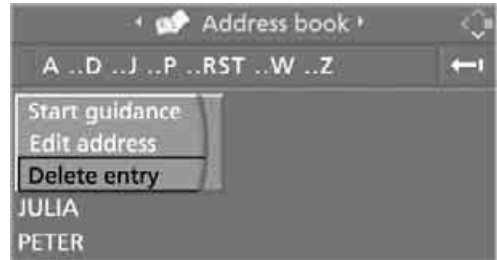 Address book
A ..D ..J ..P ..RST ..W ..Z
Start guidance
Edit address
Delete entry
JULIA
PETER